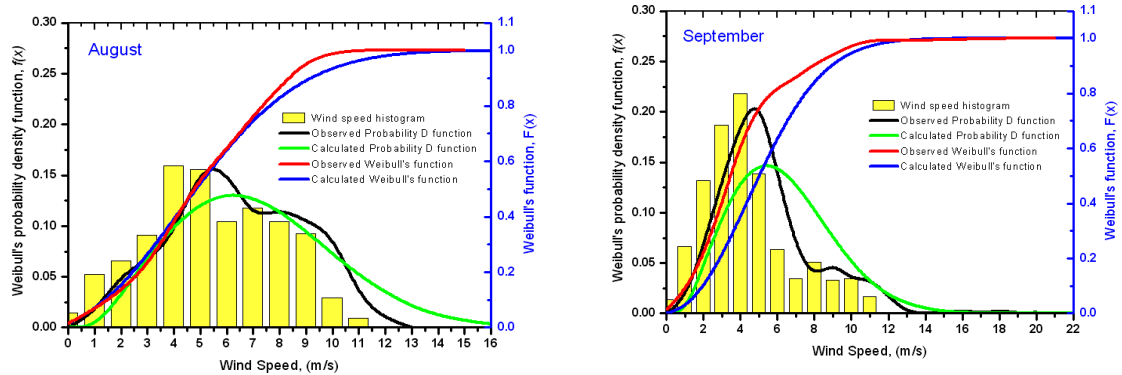 August
Weibull's probability density function, f(x)
0.30
0.25
0.20
0.15
0.10
0.05
0.00
Wind speed histogram
Observed Probability D function
Calculated Probability D function
Observed Weibull's function
Calculated Weibull's function
1.1
1.0
0.8
0.6
0.4
0.2
0.0
Weibull's function, F(x)
0 1 2 3 4 5 6 7 8 9 10 11 12 13 14 15 16
Wind Speed, (m/s)
September
Weibull's probability density function, f(x)
0.30
0.25
0.20
0.15
0.10
0.05
0.00
Wind speed histogram
Observed Probability D function
Calculated Probability D function
Observed Weibull's function
Calculated Weibull's function
1.1
1.0
0.8
0.6
0.4
0.2
0.0
Weibull's function, F(x)
0 2 4 6 8 10 12 14 16 18 20 22
Wind Speed, (m/s)